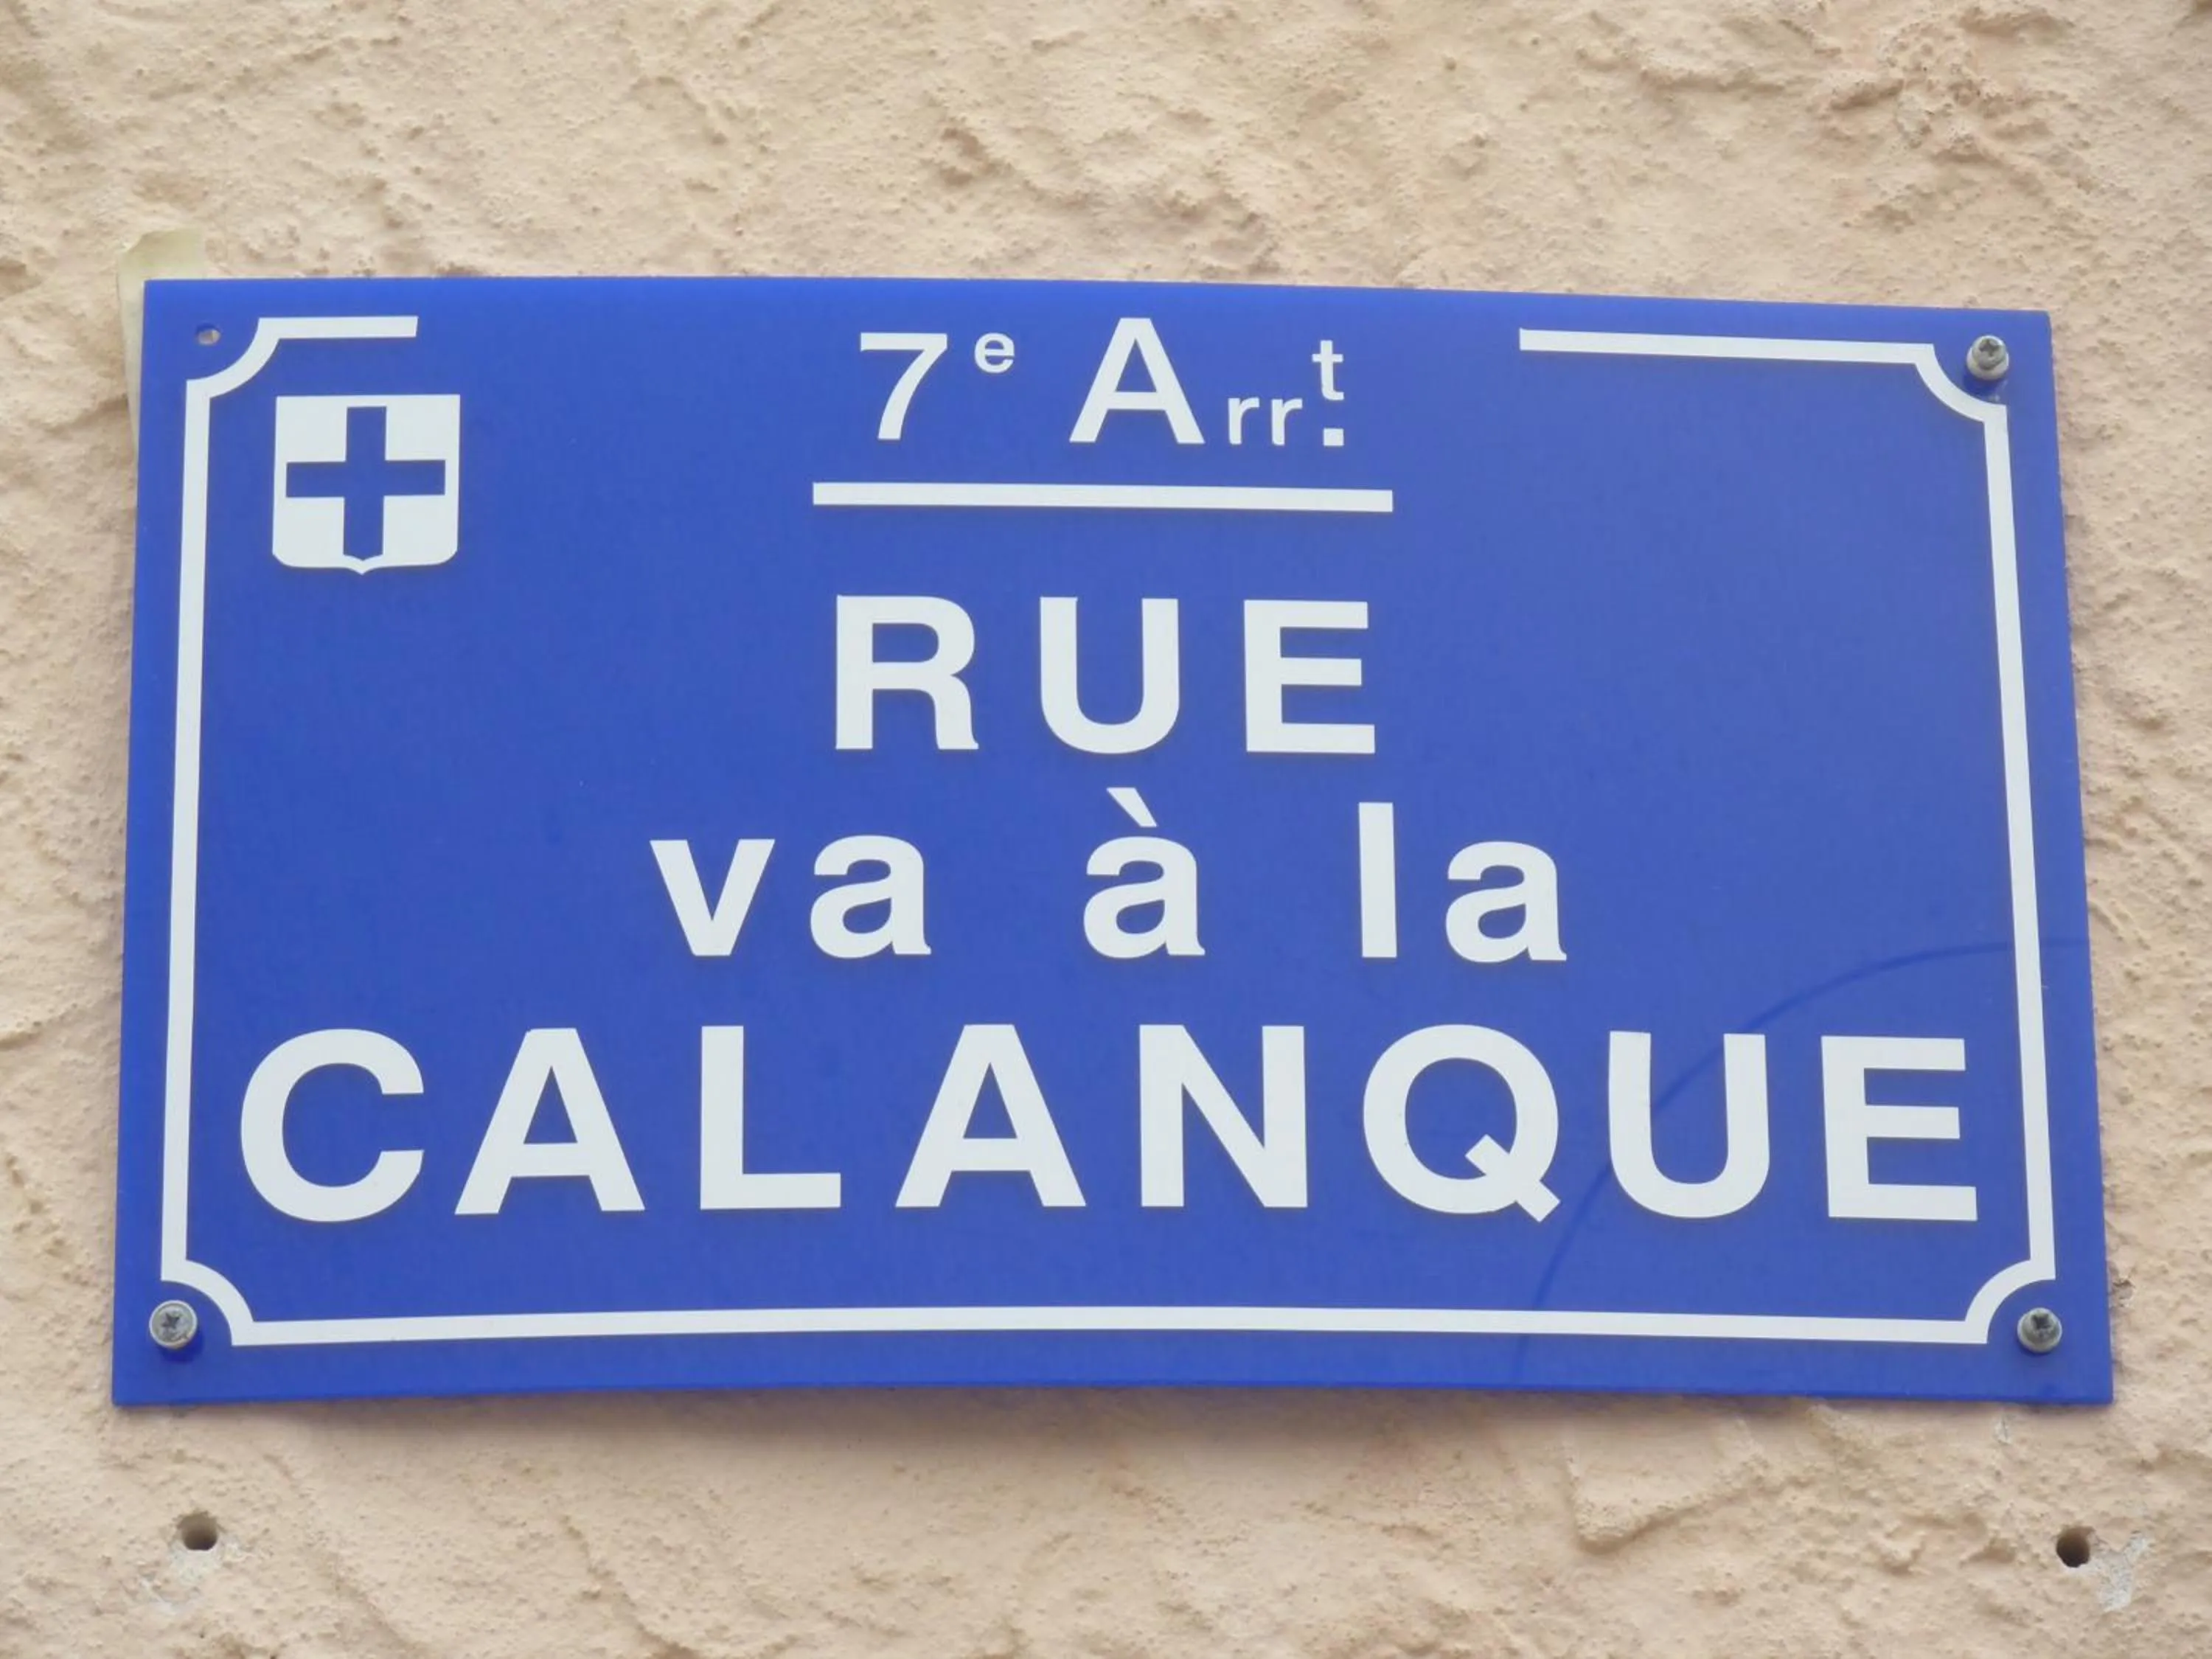 7e Arrt.
RUE
va à la
CALANQUE